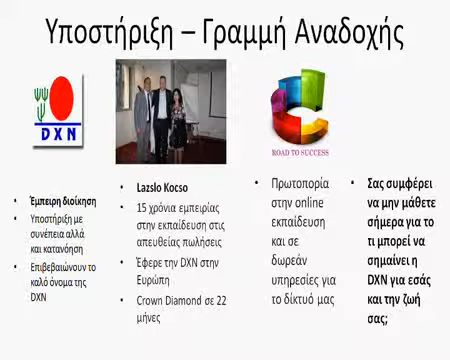 Υποστήριξη – Γραμμή Αναδοχής
DXN
ROAD TO SUCCESS
• Έμπειρη διοίκηση
• Υποστήριξη με
συνέπεια αλλά
και κατανόηση
• Επιβεβαιώνουν το
καλό όνομα της
DXN
• Lazslo Kocso
• 15 χρόνια εμπειρίας
στην εκπαίδευση στις
απευθείας πωλήσεις
• Έφερε την DXN στην
Ευρώπη
• Crown Diamond σε 22
μήνες
• Πρωτοπορία
στην online
εκπαίδευση
και σε
δωρεάν
υπηρεσίες για
το δίκτυό μας
• Σας συμφέρει
να μην μάθετε
σήμερα για το
τι μπορεί να
σημαίνει η
DXN για εσάς
και την ζωή
σας;